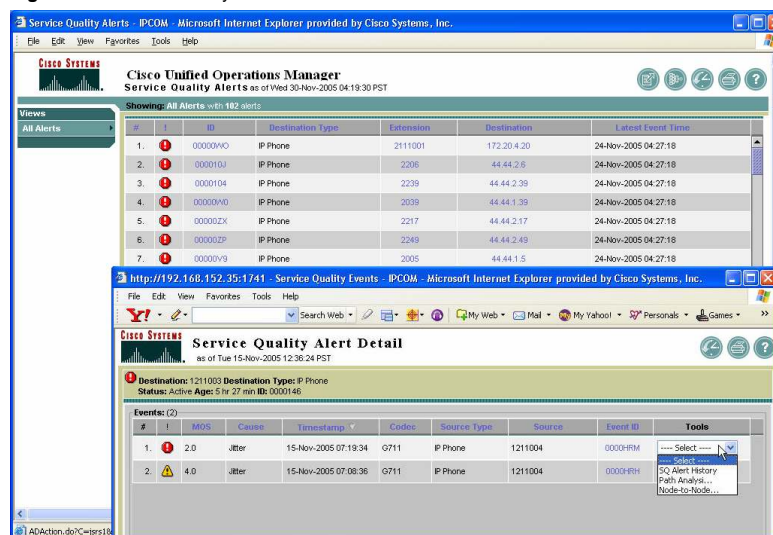 Service Quality Alerts - IPCOM - Microsoft Internet Explorer provided by Cisco Systems, Inc.
File Edit View Favorites Tools Help
CISCO SYSTEMS
Cisco Unified Operations Manager
Service Quality Alerts as of Wed 30-Nov-2005 04:19:30 PST
Showing: All Alerts with 102 alerts
Views
All Alerts
# ! ID Destination Type Extension Destination Latest Event Time
1. 00000WO IP Phone 2111001 172.20.4.20 24-Nov-2005 04:27:18
2. 000010J IP Phone 2206 44.44.2.6 24-Nov-2005 04:27:18
3. 0000104 IP Phone 2239 44.44.2.39 24-Nov-2005 04:27:18
4. 00000W0 IP Phone 2039 44.44.1.39 24-Nov-2005 04:27:18
5. 00000ZX IP Phone 2217 44.44.2.17 24-Nov-2005 04:27:18
6. 00000ZP IP Phone 2249 44.44.2.49 24-Nov-2005 04:27:18
7. 00000V9 IP Phone 2005 44.44.1.5 24-Nov-2005 04:27:18
http://192.168.152.35:1741 - Service Quality Events - IPCOM - Microsoft Internet Explorer provided by Cisco Systems, Inc.
File Edit View Favorites Tools Help
Y! Search Web My Web Mail My Yahoo! Personals Games »
CISCO SYSTEMS
Service Quality Alert Detail
as of Tue 15-Nov-2005 12:36:24 PST
Destination: 1211003 Destination Type: IP Phone
Status: Active Age: 5 hr 27 min ID: 0000146
Events: (2)
# ! MOS Cause Timestamp Codec Source Type Source Event ID Tools
1. 2.0 Jitter 15-Nov-2005 07:19:34 G711 IP Phone 1211004 0000HRM ---- Select ----
---- Select ----
2. 4.0 Jitter 15-Nov-2005 07:08:36 G711 IP Phone 1211004 0000HRH SQ Alert History
Path Analysi...
Node-to-Node...
ADAction.do?C=isrs18